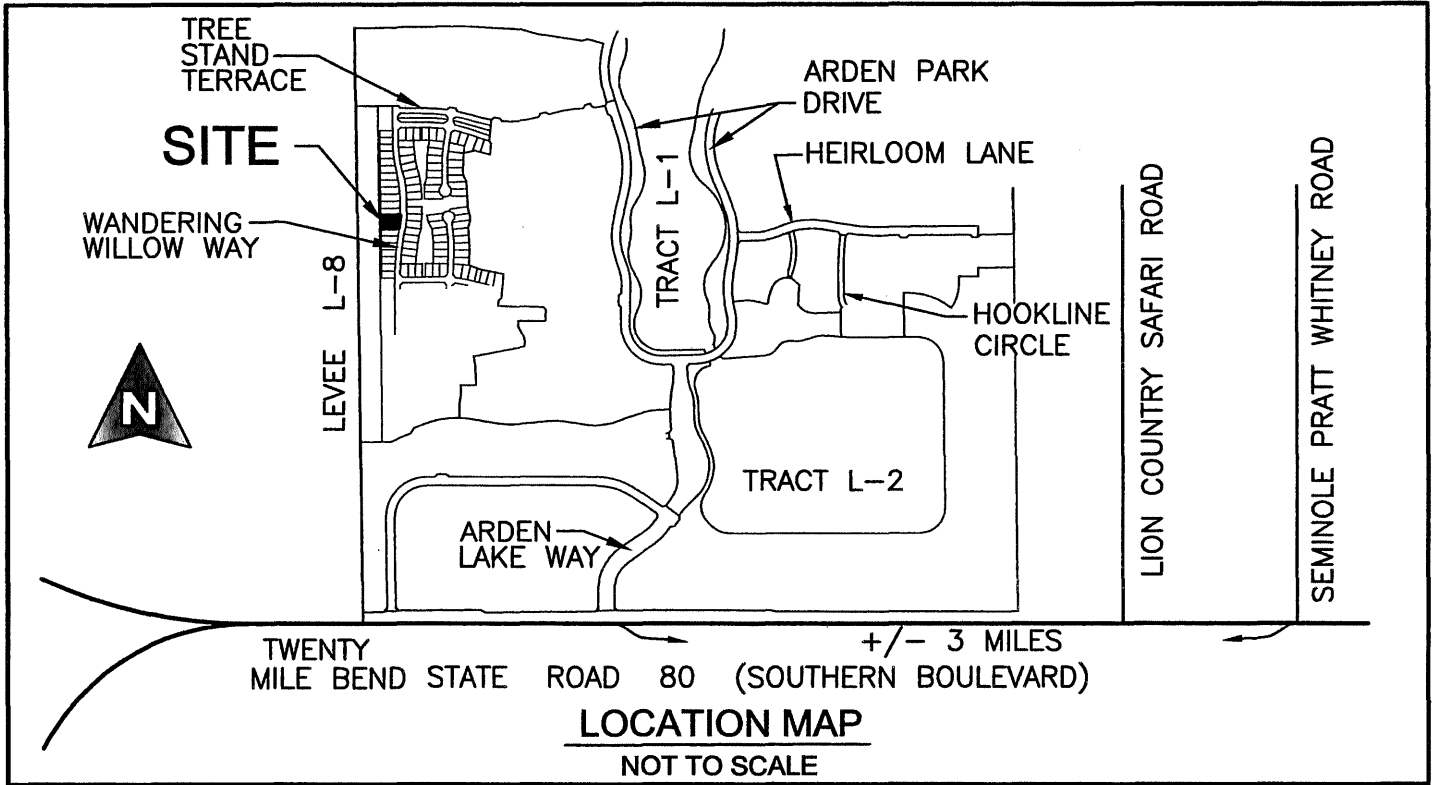 TREE
STAND
TERRACE
SITE
WANDERING
WILLOW WAY
LEVEE L-8
N
ARDEN PARK
DRIVE
TRACT L-1
HEIRLOOM LANE
HOOKLINE
CIRCLE
TRACT L-2
ARDEN
LAKE WAY
LION COUNTRY SAFARI ROAD
SEMINOLE PRATT WHITNEY ROAD
+/- 3 MILES
TWENTY
MILE BEND STATE ROAD 80 (SOUTHERN BOULEVARD)
LOCATION MAP
NOT TO SCALE